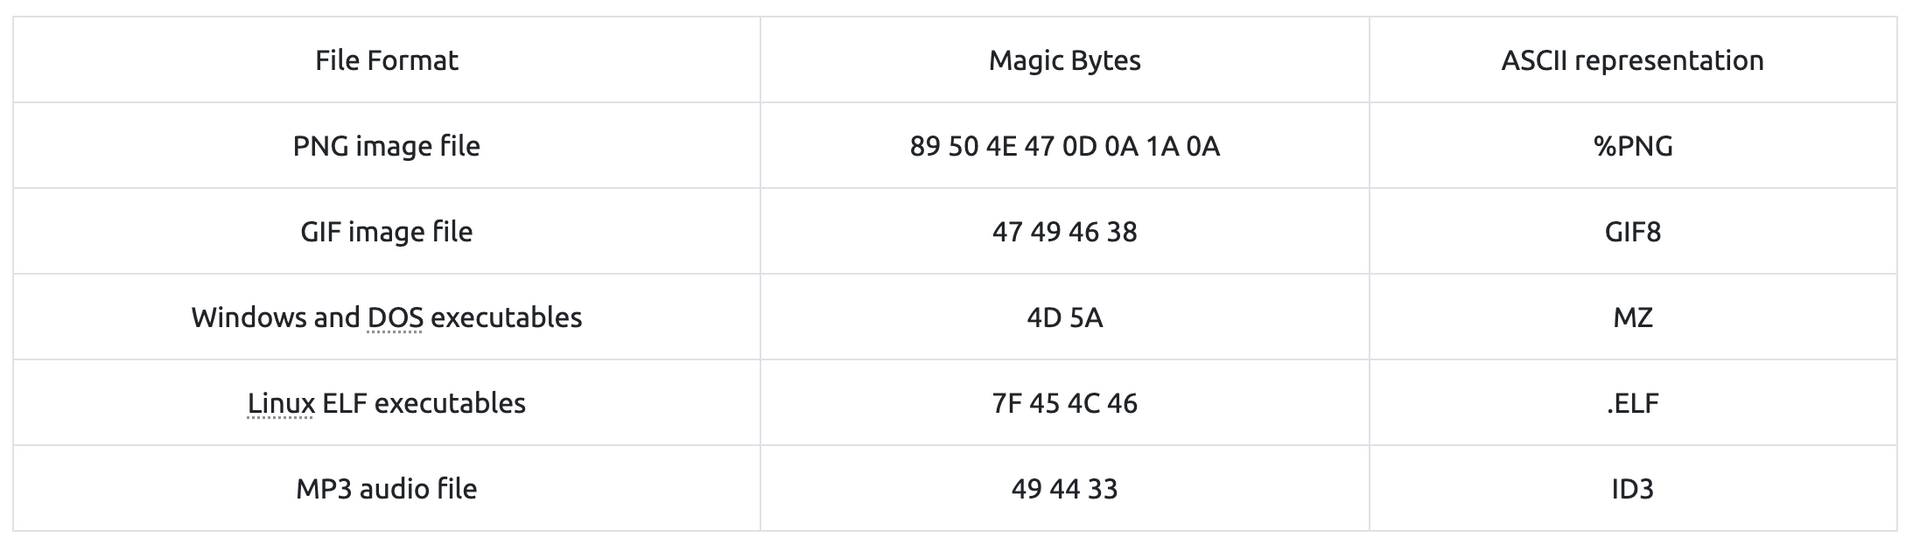 File Format Magic Bytes ASCII representation
PNG image file 89 50 4E 47 0D 0A 1A 0A %PNG
GIF image file 47 49 46 38 GIF8
Windows and DOS executables 4D 5A MZ
Linux ELF executables 7F 45 4C 46 .ELF
MP3 audio file 49 44 33 ID3